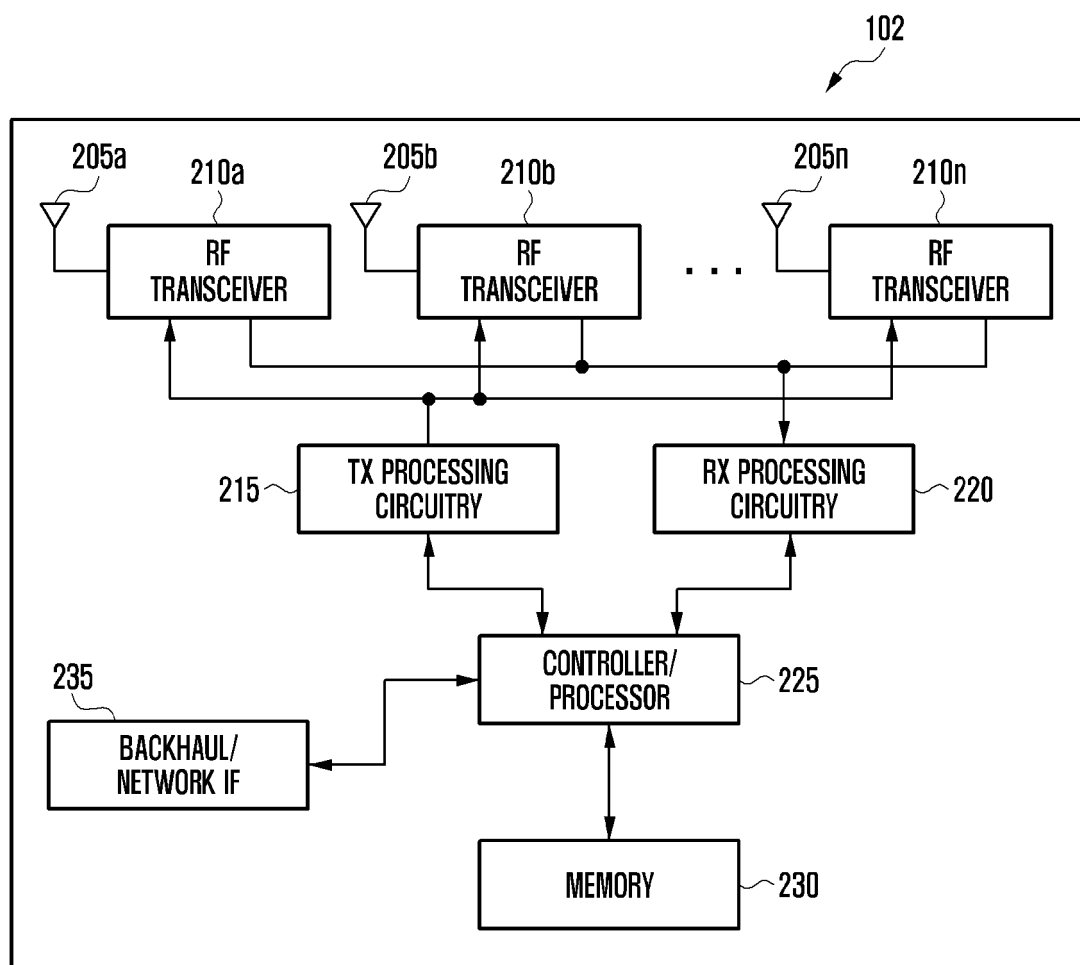 102
205a
210a
205b
210b
205n
210n
RF
TRANSCEIVER
RF
TRANSCEIVER
...
RF
TRANSCEIVER
215
TX PROCESSING
CIRCUITRY
RX PROCESSING
CIRCUITRY
220
235
CONTROLLER/
PROCESSOR
225
BACKHAUL/
NETWORK IF
MEMORY
230